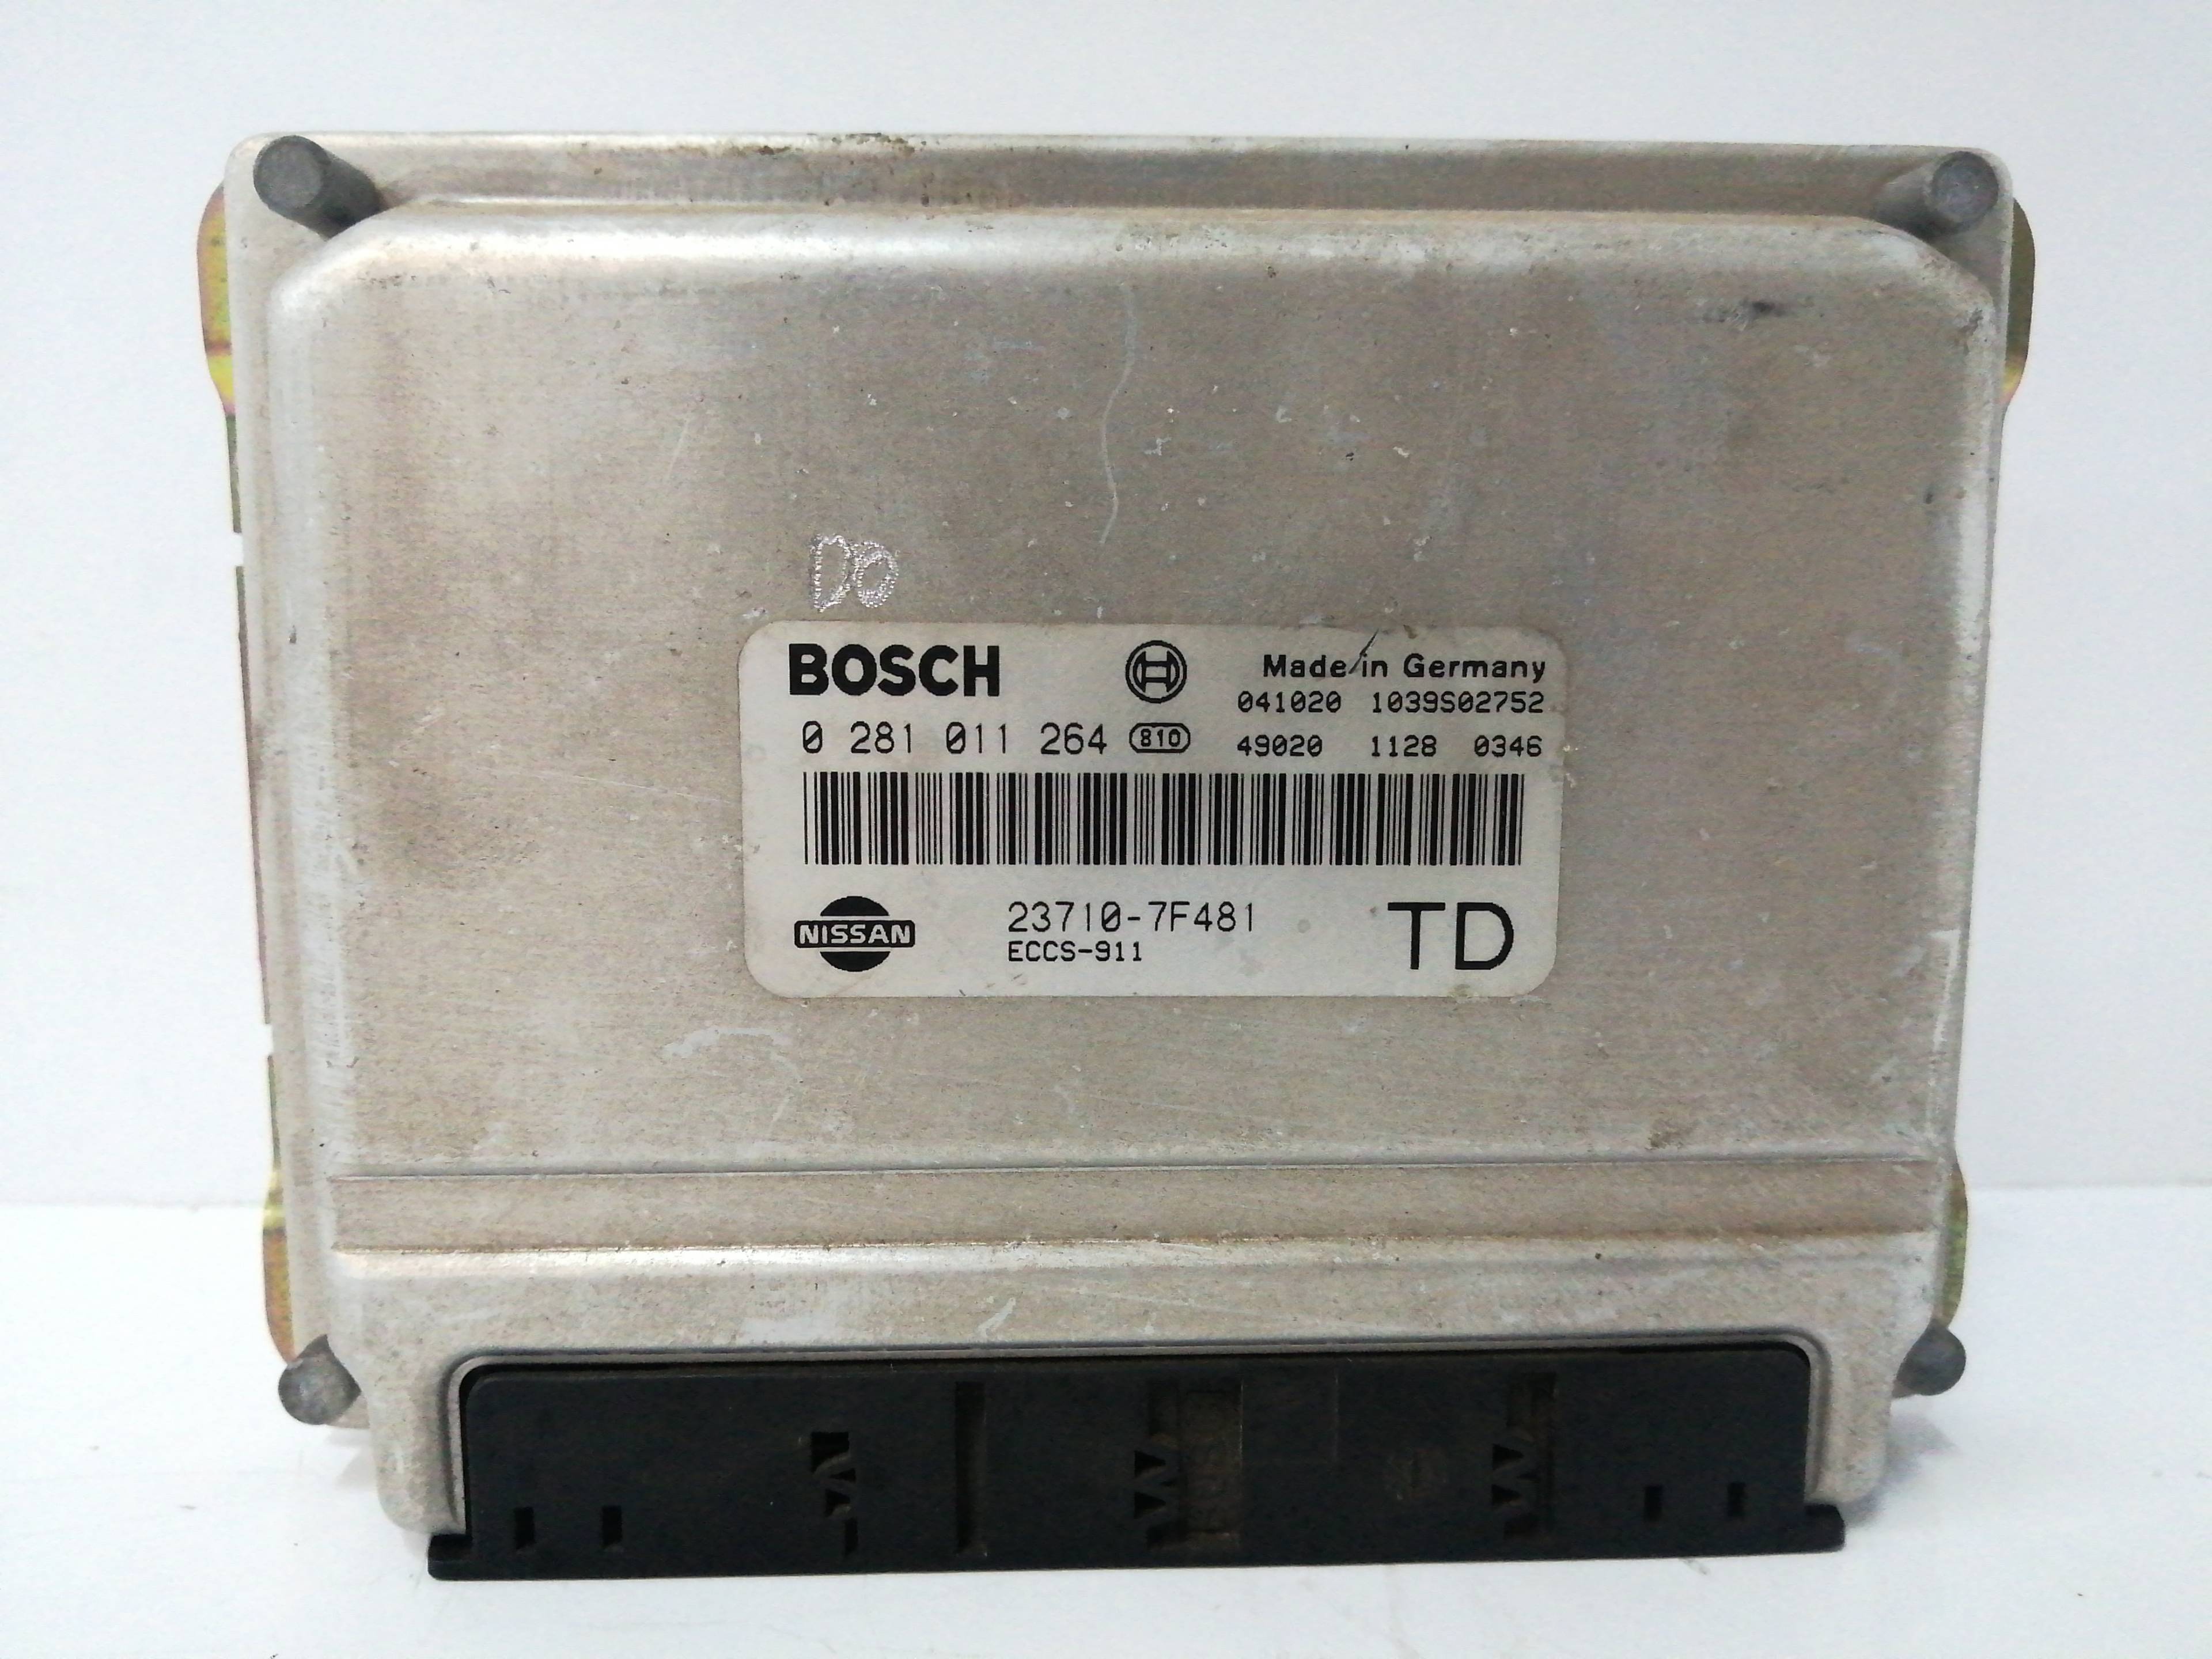 DO
BOSCH
Made in Germany
041020 1039S02752
0 281 011 264 810
49020 1128 0346
NISSAN
23710-7F481
ECCS-911
TD